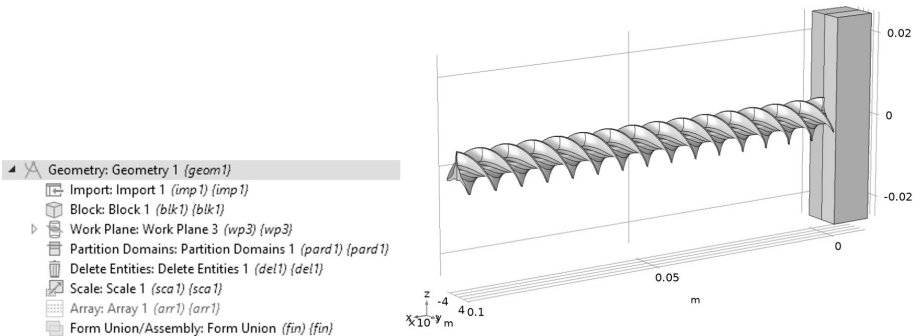 Geometry: Geometry 1 (geom1)
Import: Import 1 (imp1) {imp1}
Block: Block 1 (blk1) {blk1}
Work Plane: Work Plane 3 (wp3) {wp3}
Partition Domains: Partition Domains 1 (pard1) {pard1}
Delete Entities: Delete Entities 1 (del1) {del1}
Scale: Scale 1 (sca1) {sca1}
Array: Array 1 (arr1) {arr1}
Form Union/Assembly: Form Union (fin) {fin}
0.02
0
-0.02
0
0.05
m
z
-4
4 0.1
x
y
×10⁻³ m